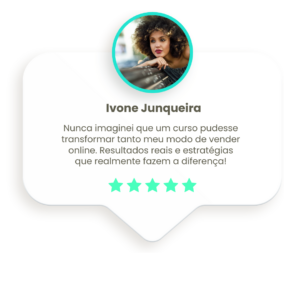 Ivone Junqueira
Nunca imaginei que um curso pudesse
transformar tanto meu modo de vender
online. Resultados reais e estratégias
que realmente fazem a diferença!